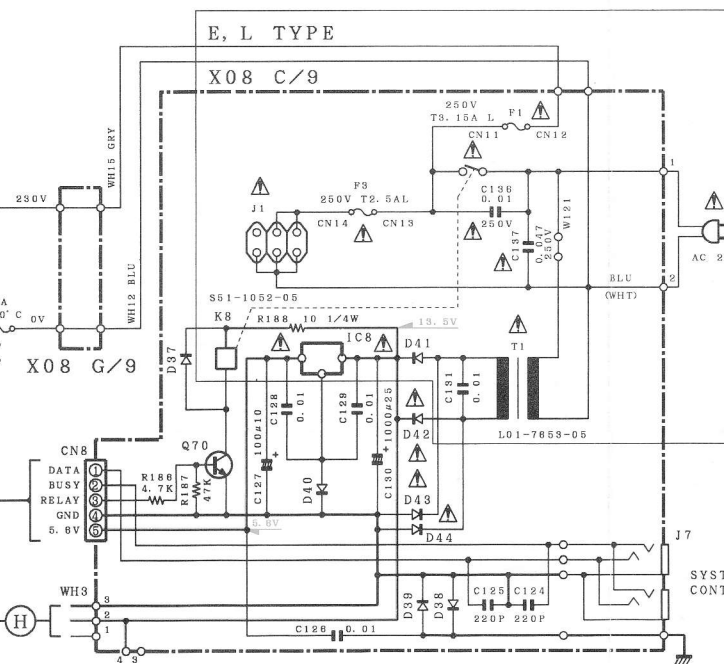 E, L TYPE
X08 C/9
250V
T3.15A L
F1
CN11
CN12
WH15 GRY
230V
F3
250V T2.5AL
J1
CN14
CN13
C136
0.01
250V
C137
0.047
250V
W121
1
AC 2
2
BLU
(WHT)
WH12 BLU
A
0°C
0V
X08 G/9
S51-1052-05
K8
R188 10 1/4W
13.5V
IC8
T1
D37
D41
C128
0.01
C129
0.01
C131
0.01
D42
L01-7653-05
C127
100μ10
+
C130
1000μ25
+
CN8
Q70
DATA
1
BUSY
2
RELAY
3
GND
4
5.6V
5
R186
4.7K
R187
47K
D40
D43
D44
5.6V
J7
SYST
CONT
WH3
3
2
1
H
D39
D38
C125
220P
C124
220P
C126
0.01
4 3